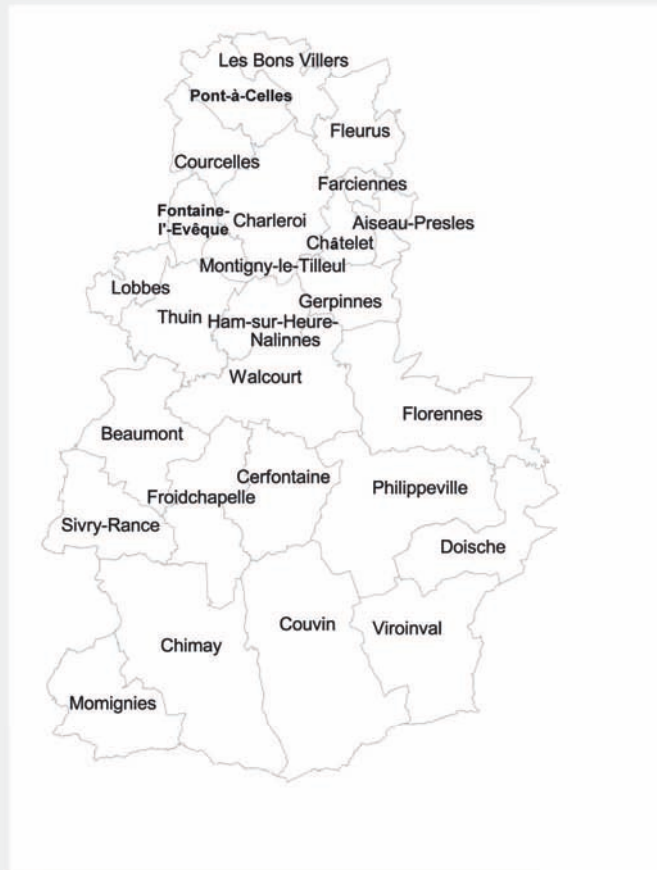 Les Bons Villers
Pont-à-Celles
Fleurus
Courcelles
Farciennes
Fontaine-
l'-Evêque
Charleroi
Aiseau-Presles
Châtelet
Montigny-le-Tilleul
Lobbes
Gerpinnes
Thuin
Ham-sur-Heure-
Nalinnes
Walcourt
Florennes
Beaumont
Cerfontaine
Philippeville
Froidchapelle
Sivry-Rance
Doische
Couvin
Viroinval
Chimay
Momignies